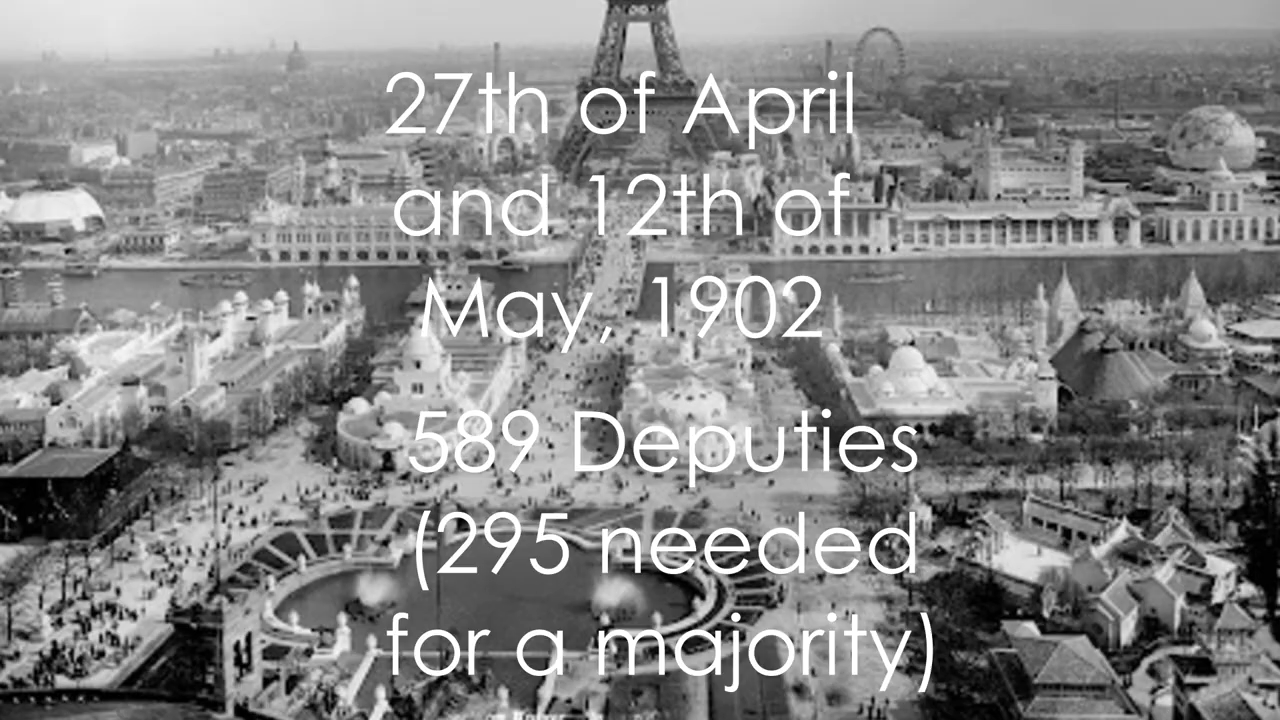 27th of April
and 12th of
May, 1902
589 Deputies
(295 needed
for a majority)